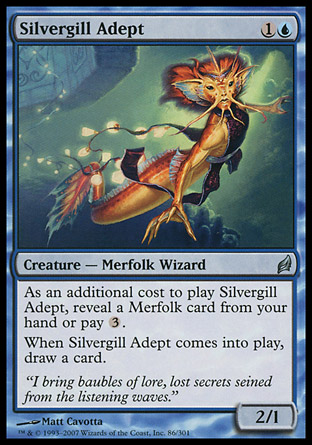 Silvergill Adept 1
Creature — Merfolk Wizard
As an additional cost to play Silvergill
Adept, reveal a Merfolk card from your
hand or pay 3.
When Silvergill Adept comes into play,
draw a card.
“I bring baubles of lore, lost secrets seined
from the listening waves.”
Matt Cavotta
2/1
™ & © 1993–2007 Wizards of the Coast, Inc. 86/301